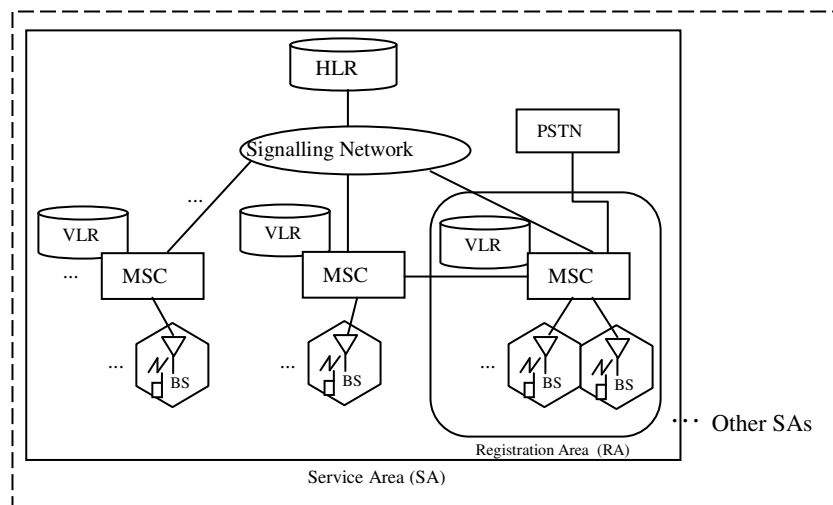 HLR
PSTN
Signalling Network
...
VLR
VLR
VLR
...
MSC
MSC
MSC
...
BS
...
BS
...
BS
BS
... Other SAs
Registration Area (RA)
Service Area (SA)